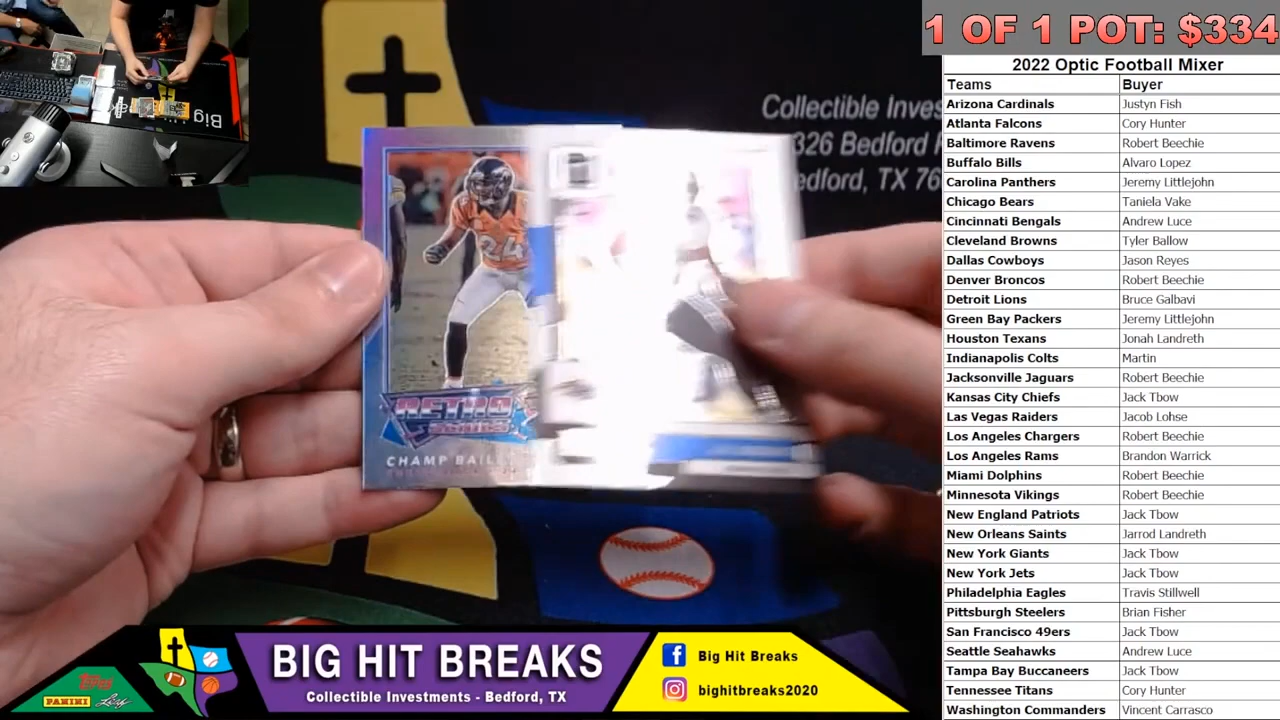 1 OF 1 POT: $334
2022 Optic Football Mixer
Teams Buyer
Arizona Cardinals Justyn Fish
Atlanta Falcons Cory Hunter
Baltimore Ravens Robert Beechie
Buffalo Bills Alvaro Lopez
Carolina Panthers Jeremy Littlejohn
Chicago Bears Taniela Vake
Cincinnati Bengals Andrew Luce
Cleveland Browns Tyler Ballow
Dallas Cowboys Jason Reyes
Denver Broncos Robert Beechie
Detroit Lions Bruce Galbavi
Green Bay Packers Jeremy Littlejohn
Houston Texans Jonah Landreth
Indianapolis Colts Martin
Jacksonville Jaguars Robert Beechie
Kansas City Chiefs Jack Tbow
Las Vegas Raiders Jacob Lohse
Los Angeles Chargers Robert Beechie
Los Angeles Rams Brandon Warrick
Miami Dolphins Robert Beechie
Minnesota Vikings Robert Beechie
New England Patriots Jack Tbow
New Orleans Saints Jarrod Landreth
New York Giants Jack Tbow
New York Jets Jack Tbow
Philadelphia Eagles Travis Stillwell
Pittsburgh Steelers Brian Fisher
San Francisco 49ers Jack Tbow
Seattle Seahawks Andrew Luce
Tampa Bay Buccaneers Jack Tbow
Tennessee Titans Cory Hunter
Washington Commanders Vincent Carrasco
Collectible Inves
326 Bedford
edford, TX 76
Big
24
RETRO
SERIES
CHAMP BAIL
Topps
PANINI Leaf
BIG HIT BREAKS
Collectible Investments - Bedford, TX
Big Hit Breaks
bighitbreaks2020